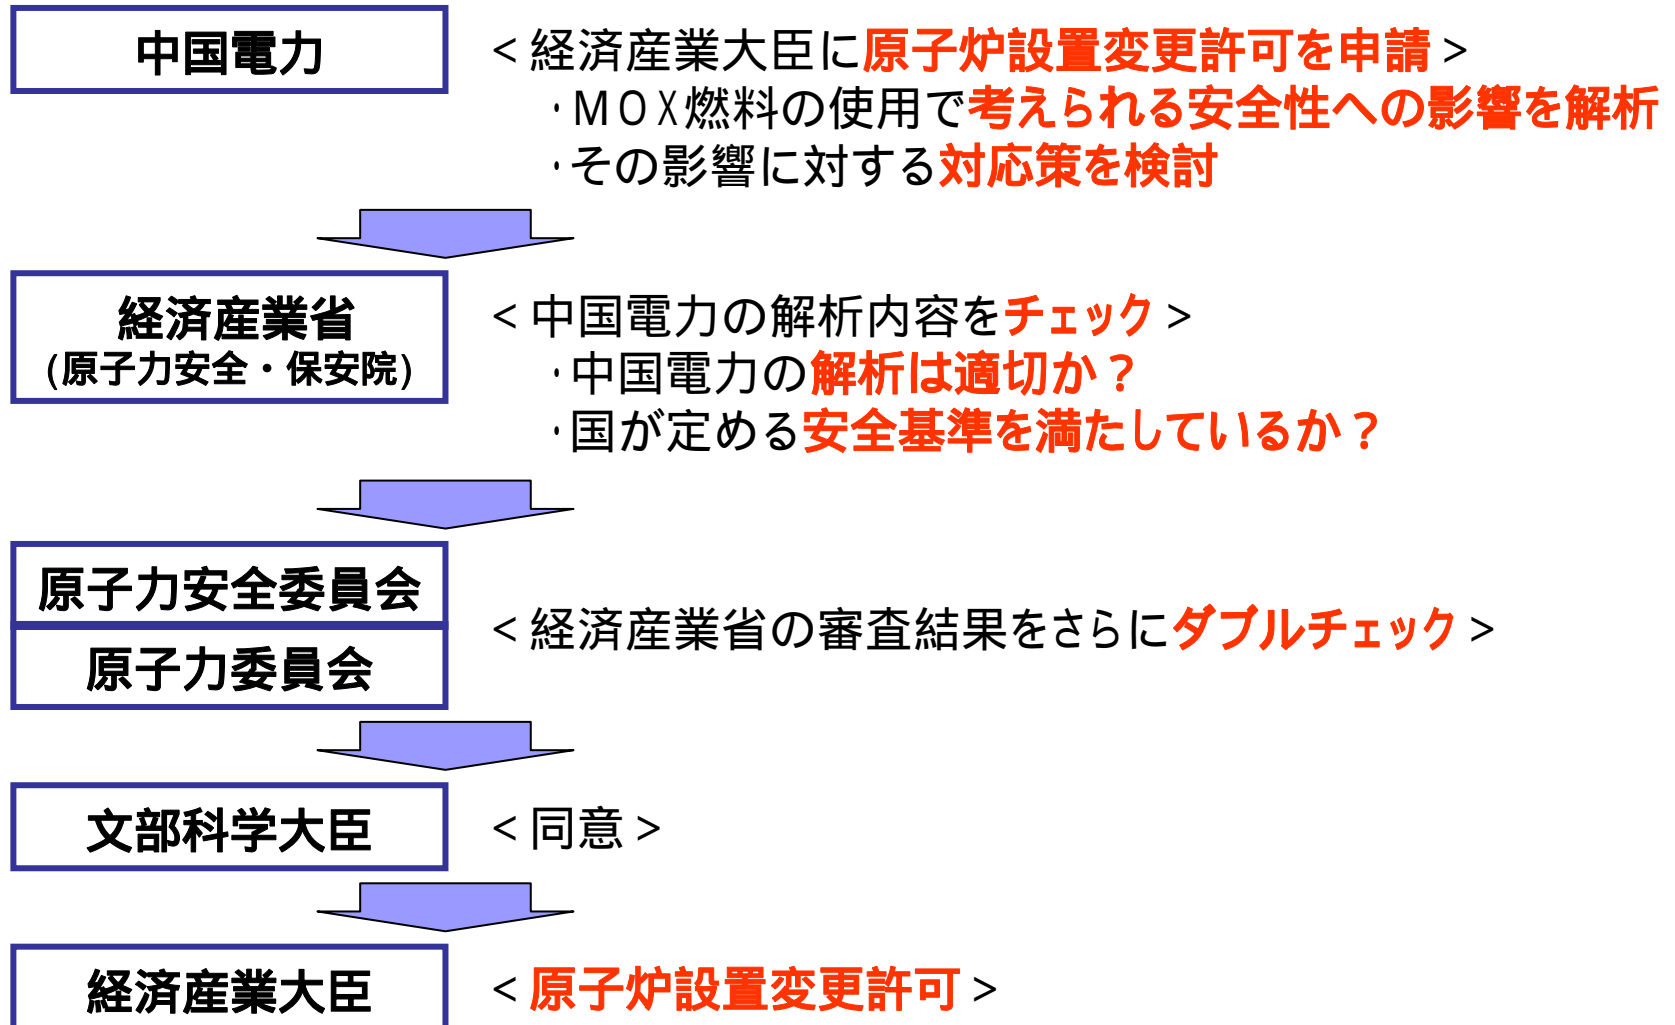 中国電力
<経済産業大臣に原子炉設置変更許可を申請>
・ＭＯＸ燃料の使用で考えられる安全性への影響を解析
・その影響に対する対応策を検討
経済産業省
(原子力安全・保安院)
<中国電力の解析内容をチェック>
・中国電力の解析は適切か？
・国が定める安全基準を満たしているか？
原子力安全委員会
原子力委員会
<経済産業省の審査結果をさらにダブルチェック>
文部科学大臣
<同意>
経済産業大臣
<原子炉設置変更許可>